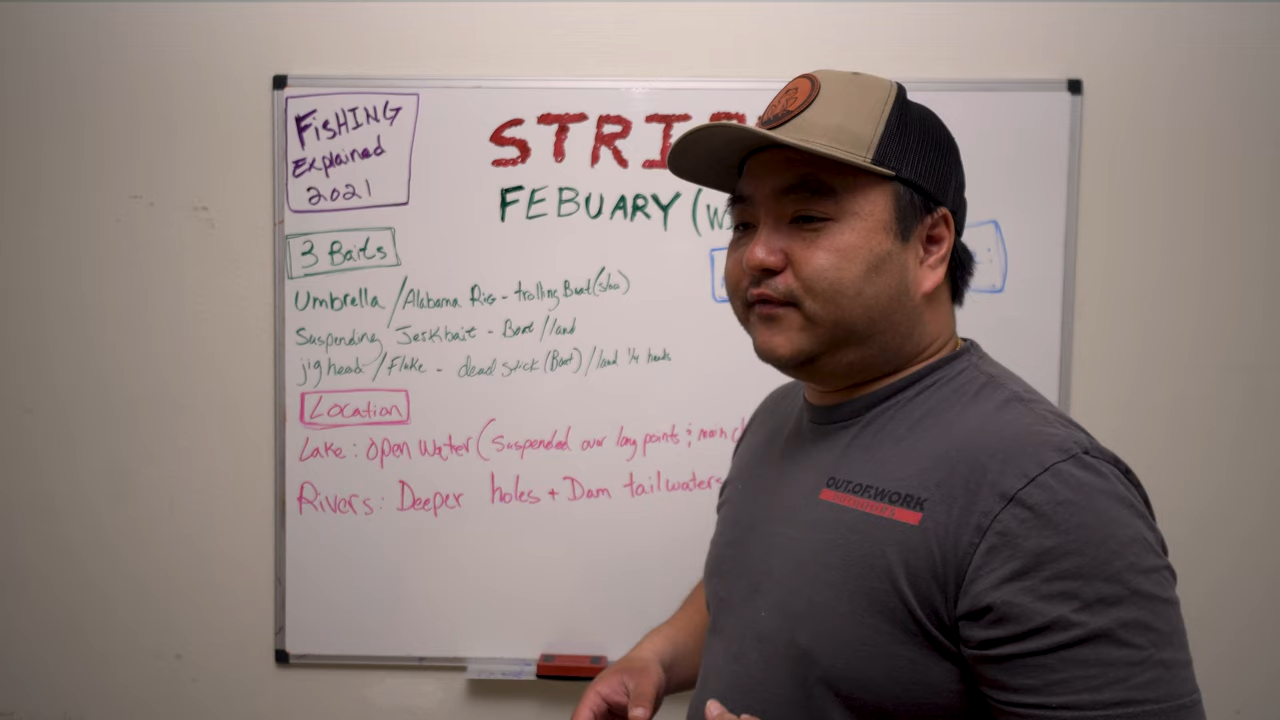 FisHING
Explained
2021
STRIP
FEBUARY (W
3 Baits
Umbrella / Alabama Rig - trolling Boat (slow)
Suspending Jerkbait - Boat / land
jig head / Fluke - dead stick (Boat) / land 1/4 heads
Location
Lake: Open Water (Suspended over long points & main ch
Rivers: Deeper holes + Dam tailwaters
OUT.OF.WORK